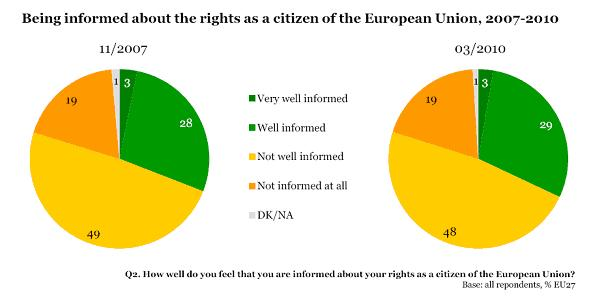 Being informed about the rights as a citizen of the European Union, 2007-2010
11/2007
1
3
28
49
19
Very well informed
Well informed
Not well informed
Not informed at all
DK/NA
03/2010
1
3
29
48
19
Q2. How well do you feel that you are informed about your rights as a citizen of the European Union?
Base: all repondents, % EU27